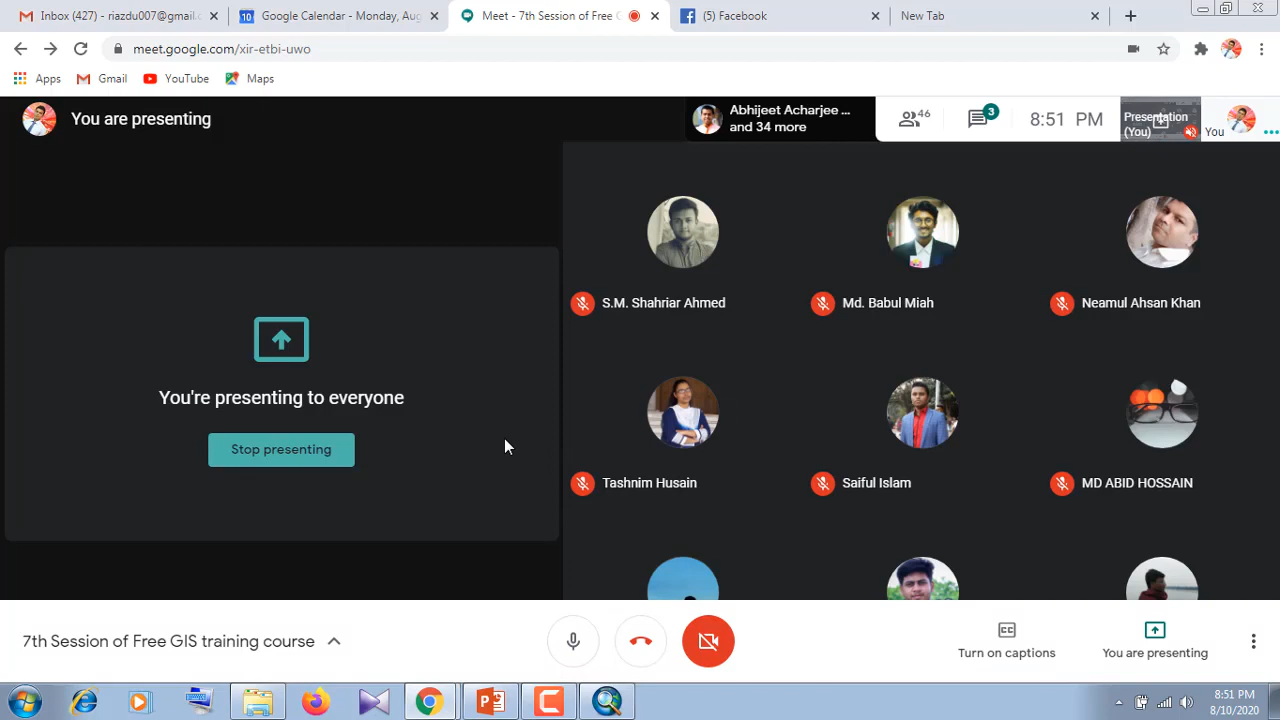 Inbox (427) - riazdu007@gmail.c
Google Calendar - Monday, Aug
Meet - 7th Session of Free G
(5) Facebook
New Tab
meet.google.com/xir-etbi-uwo
Apps
Gmail
YouTube
Maps
You are presenting
Abhijeet Acharjee ...
and 34 more
46
3
8:51 PM
Presentation
(You)
You
S.M. Shahriar Ahmed
Md. Babul Miah
Neamul Ahsan Khan
You're presenting to everyone
Stop presenting
Tashnim Husain
Saiful Islam
MD ABID HOSSAIN
7th Session of Free GIS training course
CC
Turn on captions
You are presenting
8:51 PM
8/10/2020